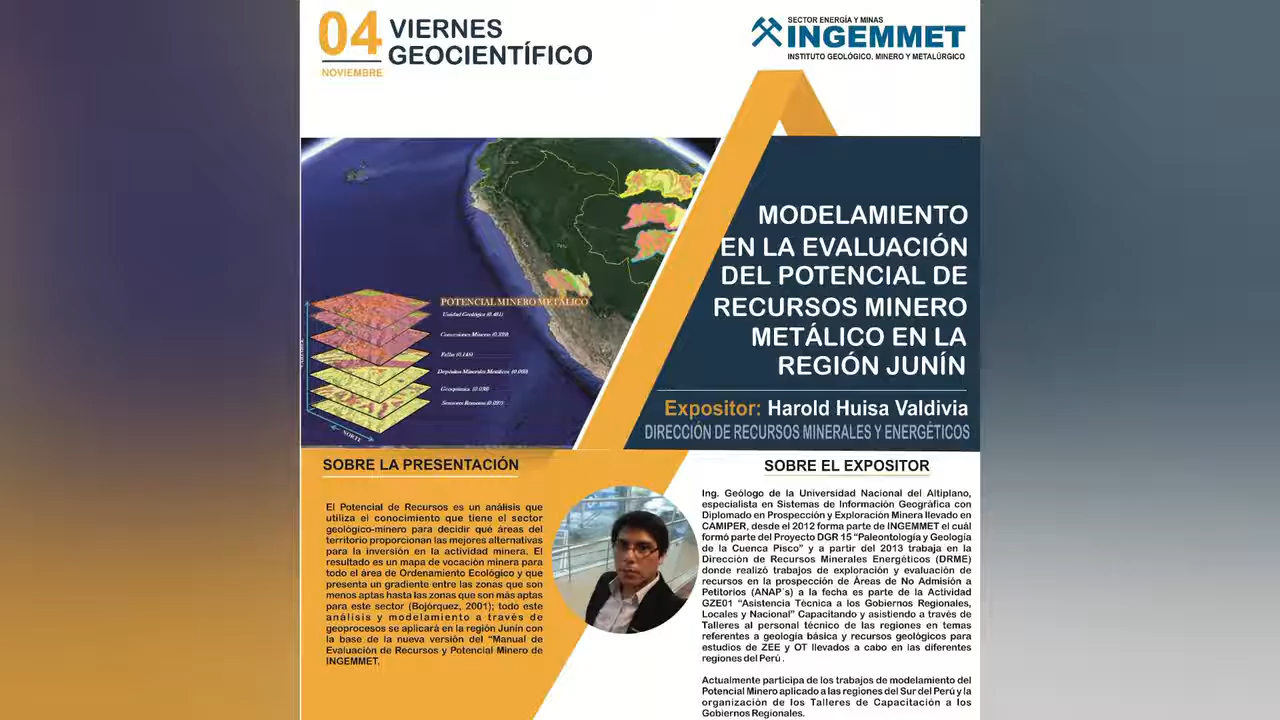 04
NOVIEMBRE
VIERNES
GEOCIENTÍFICO
SECTOR ENERGÍA Y MINAS
INGEMMET
INSTITUTO GEOLÓGICO, MINERO Y METALÚRGICO
MODELAMIENTO
EN LA EVALUACIÓN
DEL POTENCIAL DE
RECURSOS MINERO
METÁLICO EN LA
REGIÓN JUNÍN
Expositor: Harold Huisa Valdivia
DIRECCIÓN DE RECURSOS MINERALES Y ENERGÉTICOS
POTENCIAL MINERO METÁLICO
Unidad Geológica (0.481)
Concesiones Mineras
Fallas
Depósitos Minerales Metálicos
Geoquímica
Sensores Remotos
NORTE
SOBRE LA PRESENTACIÓN
El Potencial de Recursos es un análisis que
utiliza el conocimiento que tiene el sector
geológico-minero para decidir qué áreas del
territorio proporcionan las mejores alternativas
para la inversión en la actividad minera. El
resultado es un mapa de vocación minera para
todo el área de Ordenamiento Ecológico y que
presenta un gradiente entre las zonas que son
menos aptas hasta las zonas que son más aptas
para este sector (Bojórquez, 2001); todo este
análisis y modelamiento a través de
geoprocesos se aplicará en la región Junín con
la base de la nueva versión del "Manual de
Evaluación de Recursos y Potencial Minero de
INGEMMET.
SOBRE EL EXPOSITOR
Ing. Geólogo de la Universidad Nacional del Altiplano,
especialista en Sistemas de Información Geográfica con
Diplomado en Prospección y Exploración Minera llevado en
CAMIPER, desde el 2012 forma parte de INGEMMET el cuál
formó parte del Proyecto DGR 15 "Paleontología y Geología
de la Cuenca Pisco" y a partir del 2013 trabaja en la
Dirección de Recursos Minerales Energéticos (DRME)
donde realizó trabajos de exploración y evaluación de
recursos en la prospección de Áreas de No Admisión a
Petitorios (ANAP´s) a la fecha es parte de la Actividad
GZE01 "Asistencia Técnica a los Gobiernos Regionales,
Locales y Nacional" Capacitando y asistiendo a través de
Talleres al personal técnico de las regiones en temas
referentes a geología básica y recursos geológicos para
estudios de ZEE y OT llevados a cabo en las diferentes
regiones del Perú .
Actualmente participa de los trabajos de modelamiento del
Potencial Minero aplicado a las regiones del Sur del Perú y la
organización de los Talleres de Capacitación a los
Gobiernos Regionales.